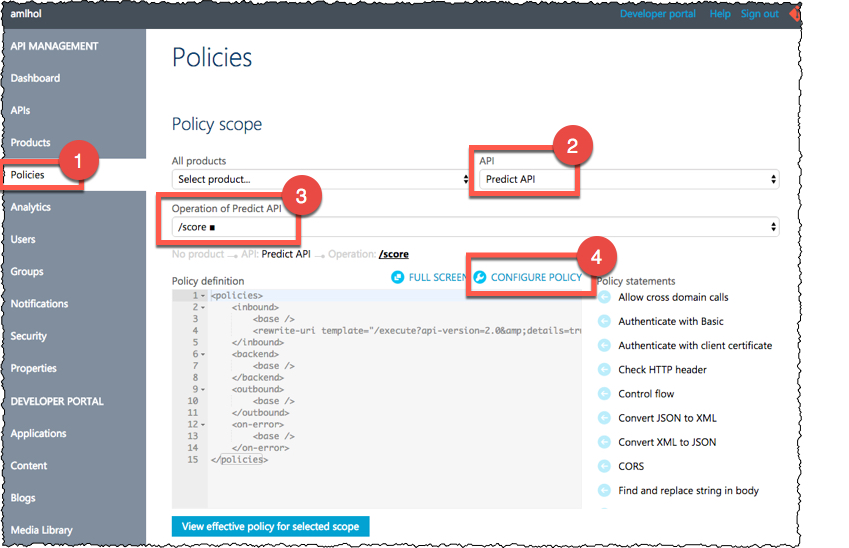 amlhol
Developer portal Help Sign out
API MANAGEMENT
Dashboard
APIs
Products
Policies
Analytics
Users
Groups
Notifications
Security
Properties
DEVELOPER PORTAL
Applications
Content
Blogs
Media Library
1
Policies
Policy scope
All products
Select product...
API
2
Predict API
Operation of Predict API
3
/score ■
No product → API: Predict API → Operation: /score
4
Policy definition
FULL SCREEN
CONFIGURE POLICY
1 <policies>
2 <inbound>
3 <base />
4 <rewrite-uri template="/execute?api-version=2.0&amp;details=tru
5 </inbound>
6 <backend>
7 <base />
8 </backend>
9 <outbound>
10 <base />
11 </outbound>
12 <on-error>
13 <base />
14 </on-error>
15 </policies>
Policy statements
Allow cross domain calls
Authenticate with Basic
Authenticate with client certificate
Check HTTP header
Control flow
Convert JSON to XML
Convert XML to JSON
CORS
Find and replace string in body
View effective policy for selected scope